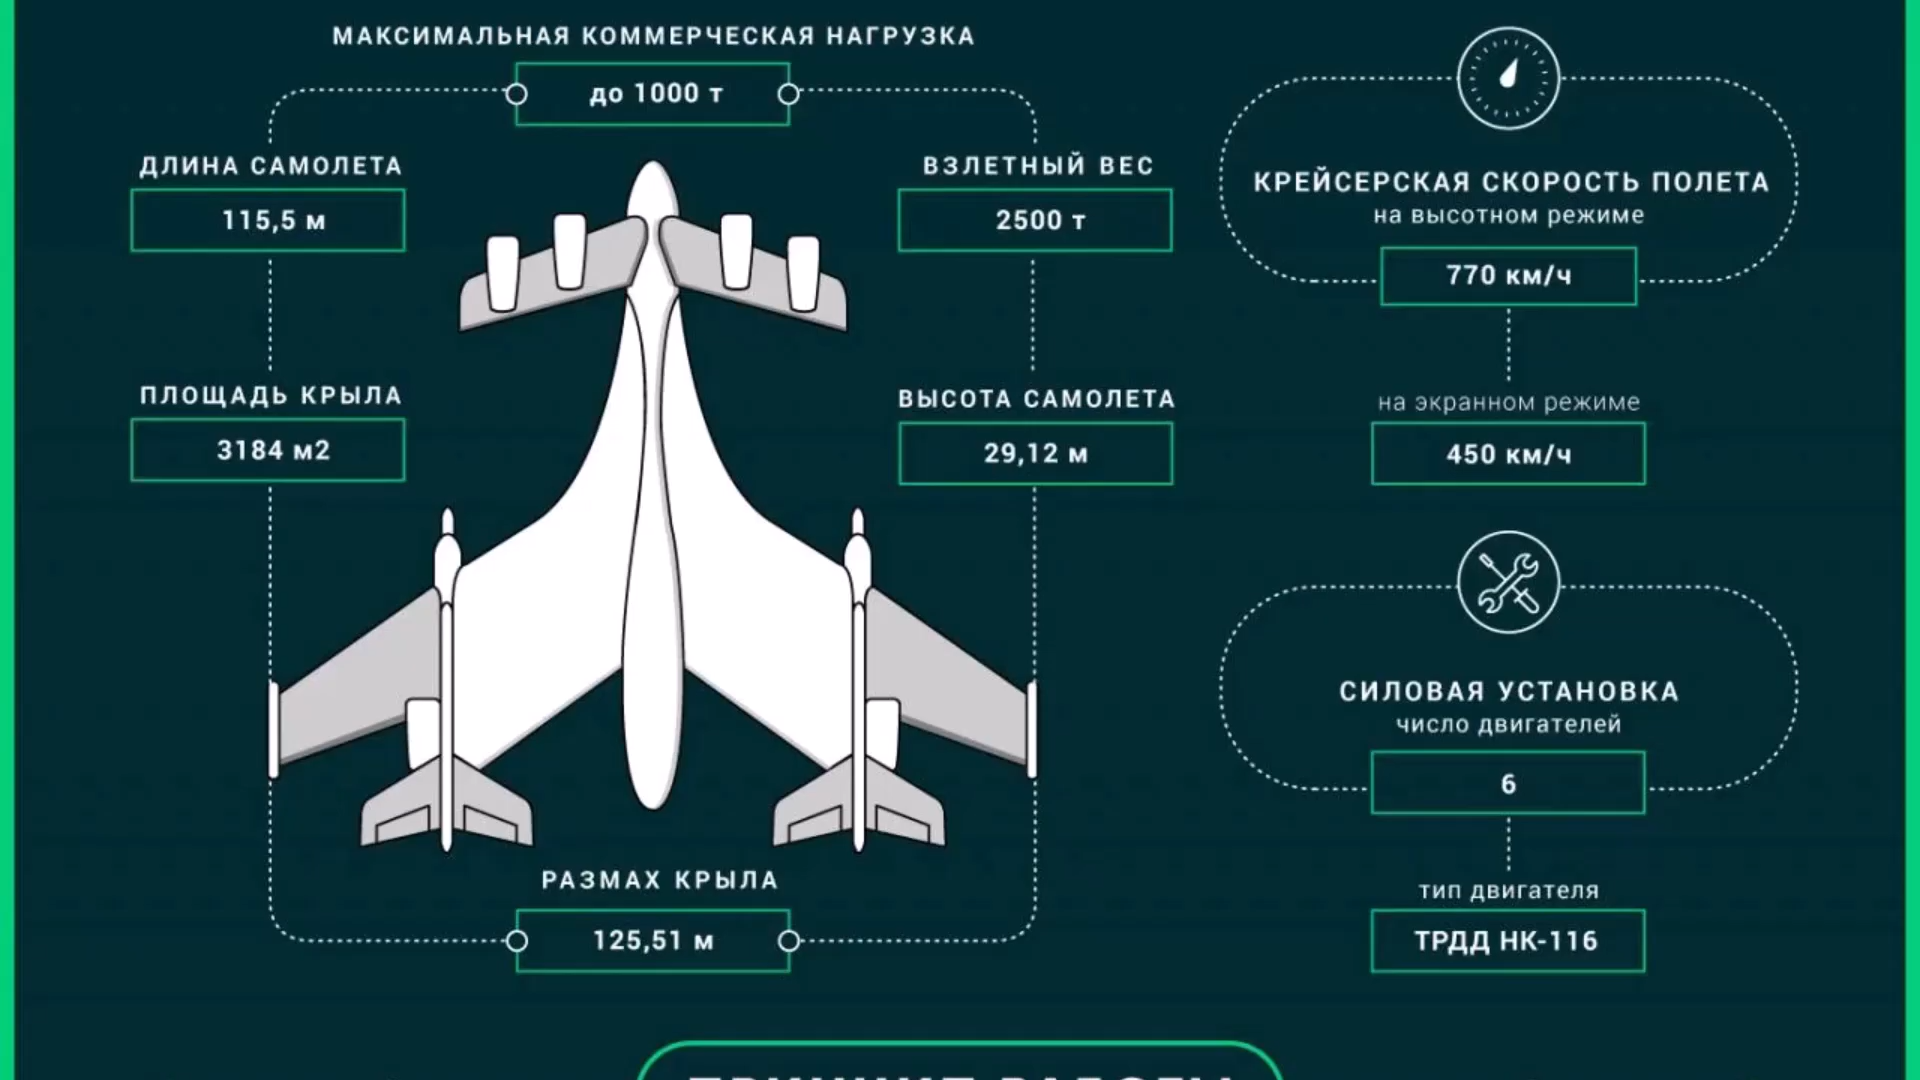 МАКСИМАЛЬНАЯ КОММЕРЧЕСКАЯ НАГРУЗКА
до 1000 т
ДЛИНА САМОЛЕТА
115,5 м
ВЗЛЕТНЫЙ ВЕС
2500 т
ПЛОЩАДЬ КРЫЛА
3184 м2
ВЫСОТА САМОЛЕТА
29,12 м
РАЗМАХ КРЫЛА
125,51 м
КРЕЙСЕРСКАЯ СКОРОСТЬ ПОЛЕТА
на высотном режиме
770 км/ч
на экранном режиме
450 км/ч
СИЛОВАЯ УСТАНОВКА
число двигателей
6
тип двигателя
ТРДД НК-116